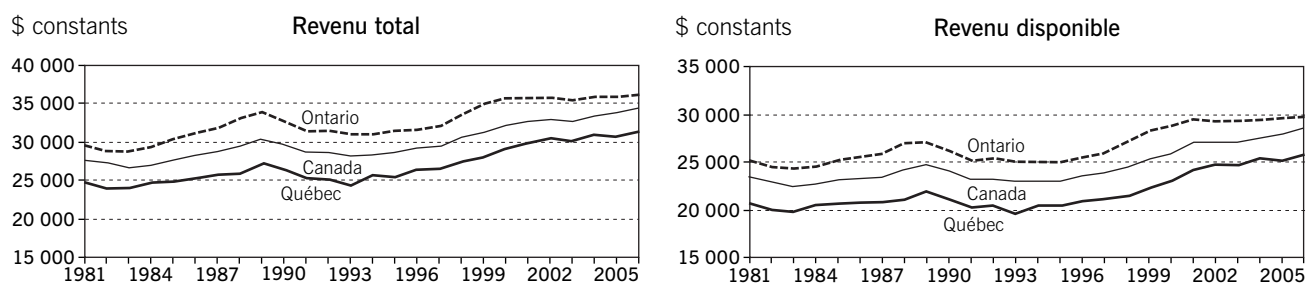 $ constants
Revenu total
40 000
35 000
30 000
25 000
20 000
15 000
Ontario
Canada
Québec
1981 1984 1987 1990 1993 1996 1999 2002 2005
$ constants
Revenu disponible
35 000
30 000
25 000
20 000
15 000
Ontario
Canada
Québec
1981 1984 1987 1990 1993 1996 1999 2002 2005